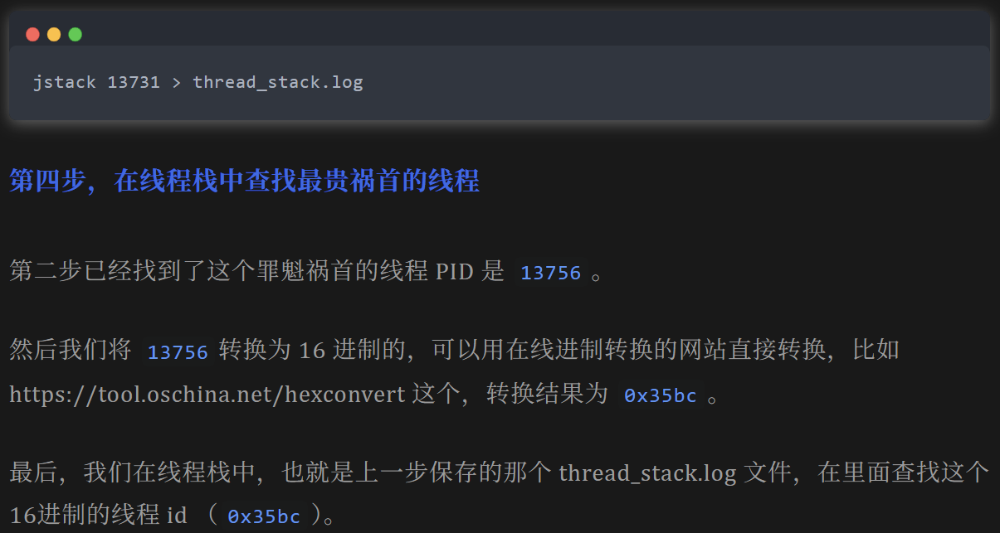 jstack 13731 > thread_stack.log
第四步，在线程栈中查找最贵祸首的线程
第二步已经找到了这个罪魁祸首的线程 PID 是 13756 。
然后我们将 13756 转换为 16 进制的，可以用在线进制转换的网站直接转换，比如
https://tool.oschina.net/hexconvert 这个，转换结果为 0x35bc 。
最后，我们在线程栈中，也就是上一步保存的那个 thread_stack.log 文件，在里面查找这个
16进制的线程 id （ 0x35bc ）。